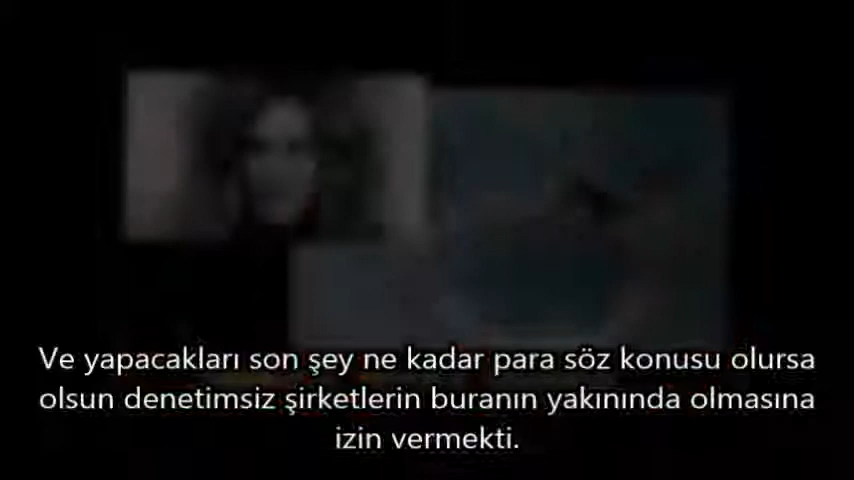 Ve yapacakları son şey ne kadar para söz konusu olursa
olsun denetimsiz şirketlerin buranın yakınında olmasına
izin vermekti.